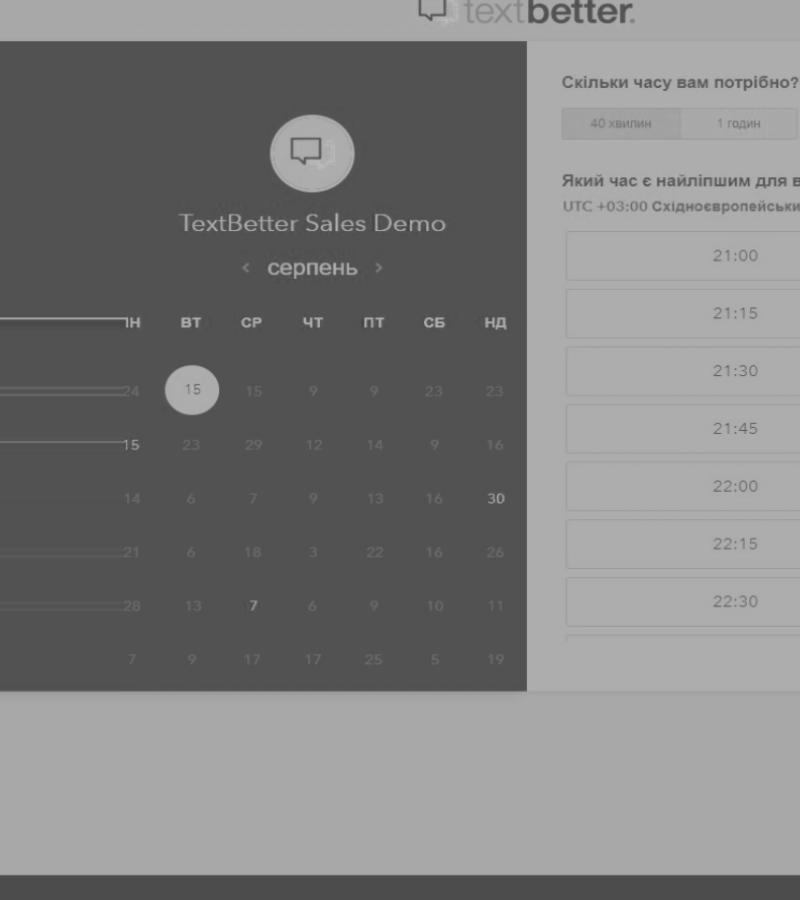 textbetter.
TextBetter Sales Demo
‹ серпень ›
ПН ВТ СР ЧТ ПТ СБ НД
24 15 15 9 9 23 23
15 23 29 12 14 9 16
14 6 7 9 13 16 30
21 6 18 3 22 16 26
28 13 7 6 9 10 11
7 9 17 17 25 5 19
Скільки часу вам потрібно?
40 хвилин 1 годин
Який час є найліпшим для в
UTC +03:00 Східноєвропейськи
21:00
21:15
21:30
21:45
22:00
22:15
22:30